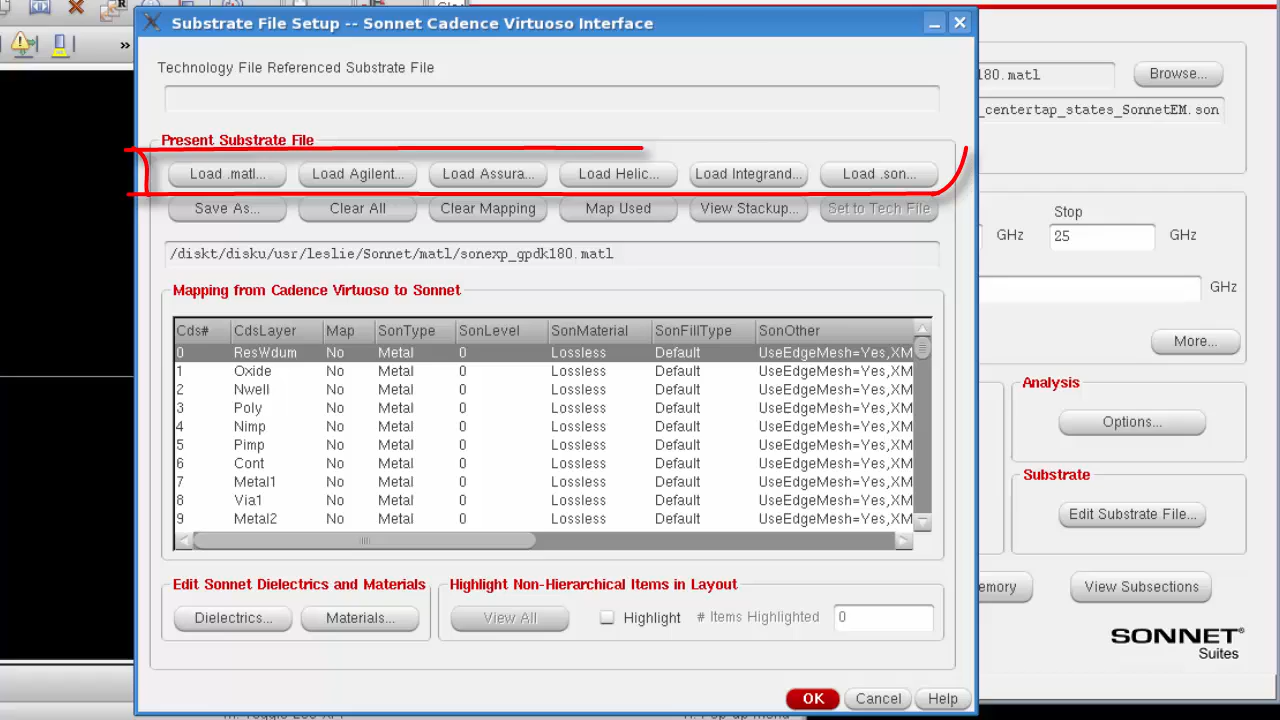 Substrate File Setup -- Sonnet Cadence Virtuoso Interface
Technology File Referenced Substrate File
Present Substrate File
Load .matl... Load Agilent... Load Assura... Load Helic... Load Integrand... Load .son...
Save As... Clear All Clear Mapping Map Used View Stackup... Set to Tech File
/diskt/disku/usr/leslie/Sonnet/matl/sonexp_gpdk180.matl
Mapping from Cadence Virtuoso to Sonnet
Cds# CdsLayer Map SonType SonLevel SonMaterial SonFillType SonOther
0 ResWdum No Metal 0 Lossless Default UseEdgeMesh=Yes,XM
1 Oxide No Metal 0 Lossless Default UseEdgeMesh=Yes,XM
2 Nwell No Metal 0 Lossless Default UseEdgeMesh=Yes,XM
3 Poly No Metal 0 Lossless Default UseEdgeMesh=Yes,XM
4 Nimp No Metal 0 Lossless Default UseEdgeMesh=Yes,XM
5 Pimp No Metal 0 Lossless Default UseEdgeMesh=Yes,XM
6 Cont No Metal 0 Lossless Default UseEdgeMesh=Yes,XM
7 Metal1 No Metal 0 Lossless Default UseEdgeMesh=Yes,XM
8 Via1 No Metal 0 Lossless Default UseEdgeMesh=Yes,XM
9 Metal2 No Metal 0 Lossless Default UseEdgeMesh=Yes,XM
Edit Sonnet Dielectrics and Materials
Dielectrics... Materials...
Highlight Non-Hierarchical Items in Layout
View All Highlight # Items Highlighted 0
OK Cancel Help
180.matl Browse...
_centertap_states_SonnetEM.son
Stop
GHz 25 GHz
GHz
More...
Analysis
Options...
Substrate
Edit Substrate File...
emory View Subsections
SONNET®
Suites